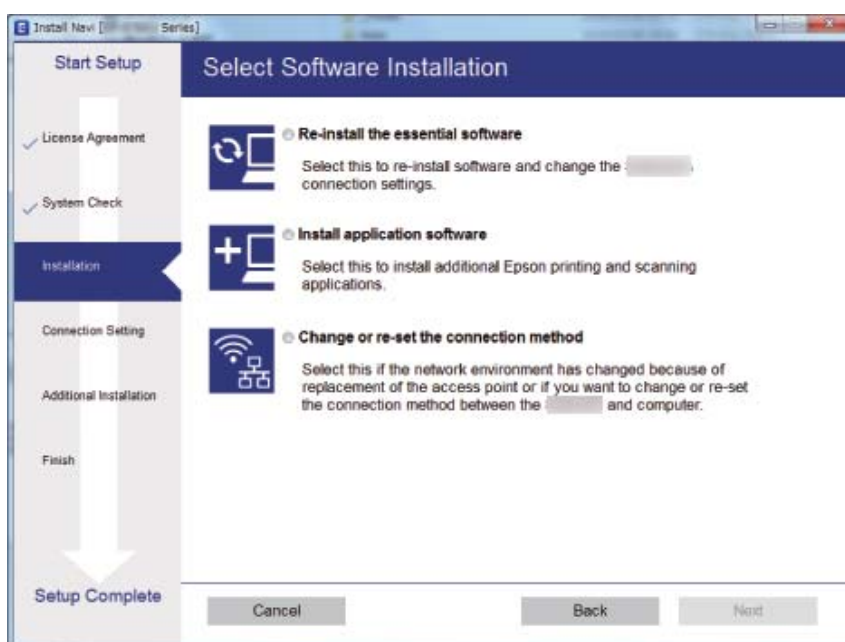 Install Navi [ Series]
Start Setup
Select Software Installation
License Agreement
System Check
Installation
Connection Setting
Additional Installation
Finish
Setup Complete
Re-install the essential software
Select this to re-install software and change the
connection settings.
Install application software
Select this to install additional Epson printing and scanning
applications.
Change or re-set the connection method
Select this if the network environment has changed because of
replacement of the access point or if you want to change or re-set
the connection method between the and computer.
Cancel
Back
Next